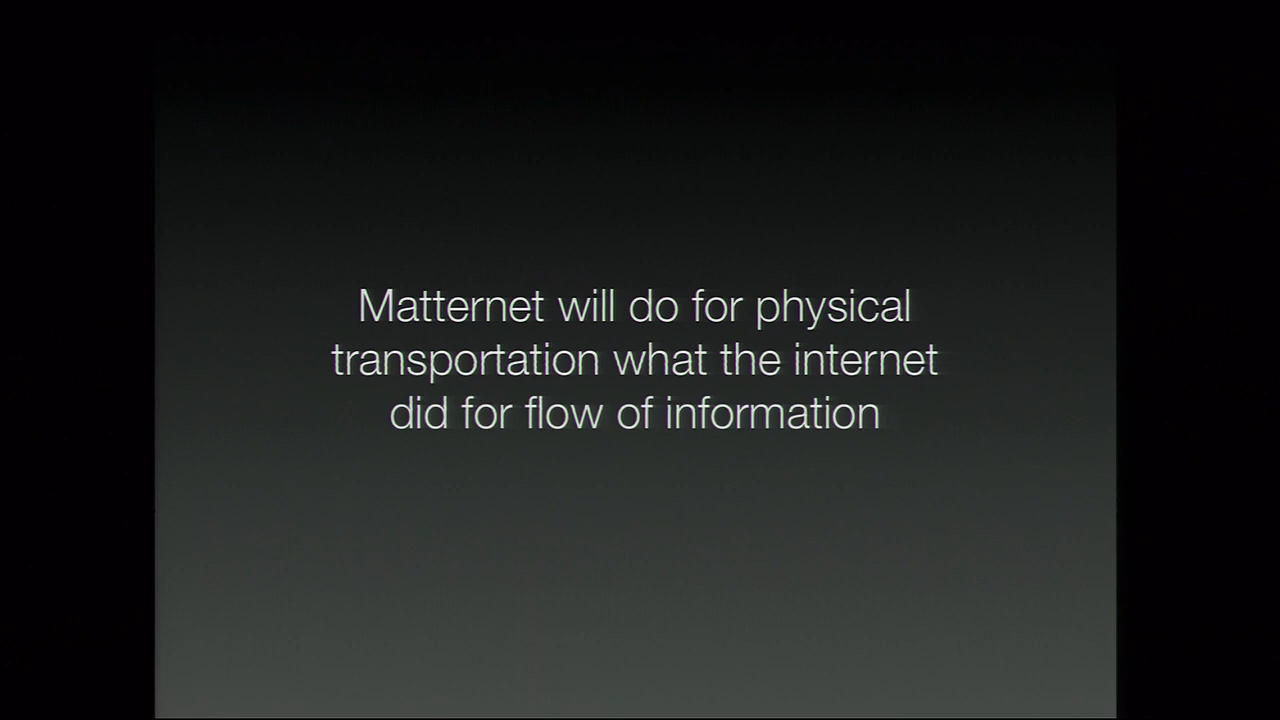 Matternet will do for physical
transportation what the internet
did for flow of information